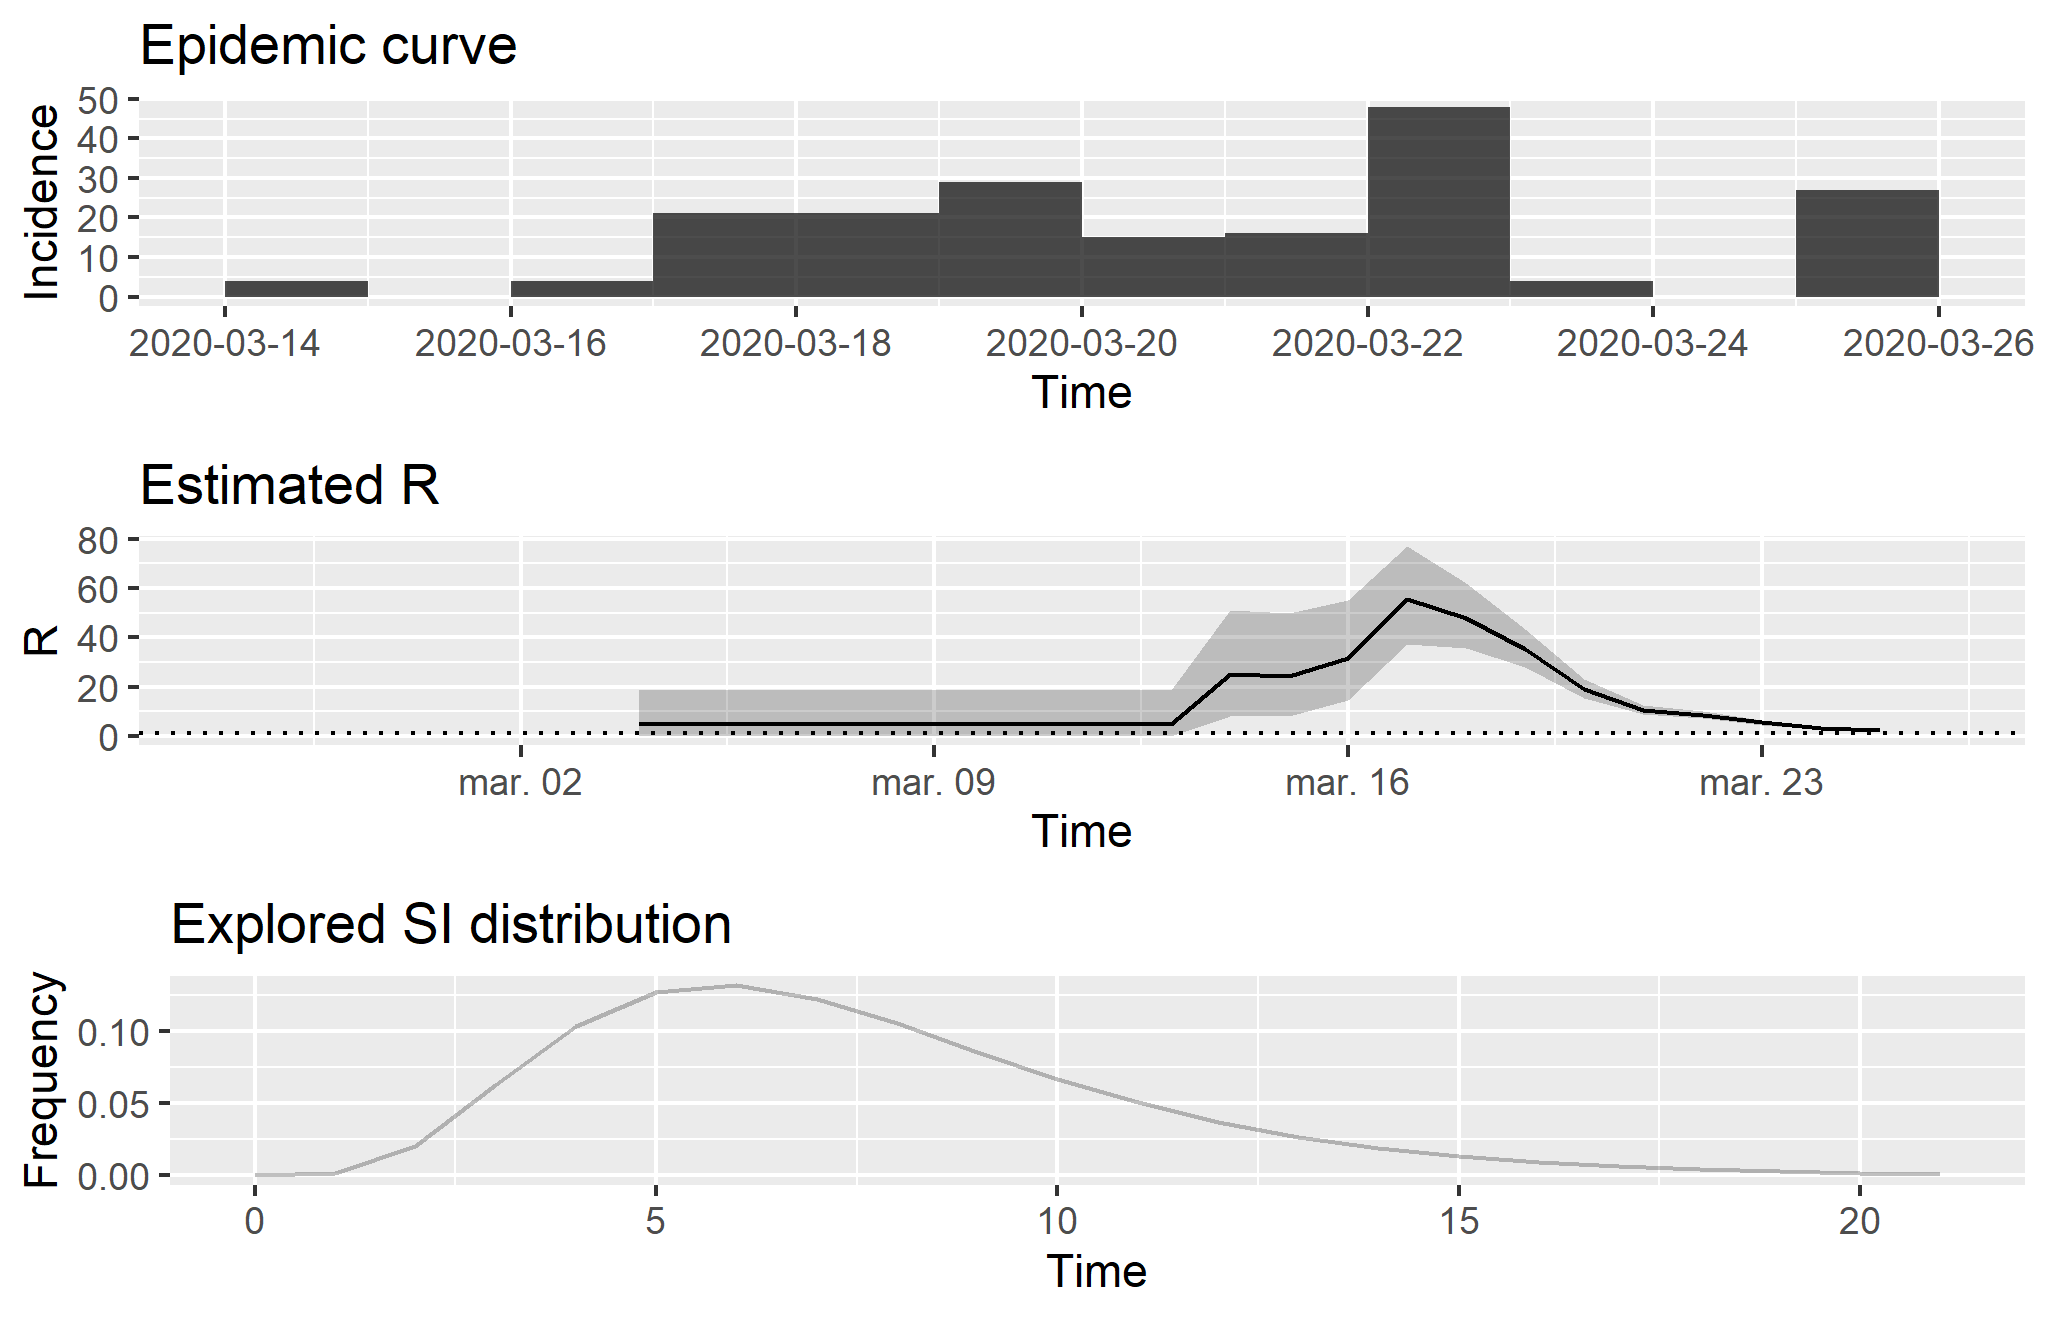 Epidemic curve
50
40
30
20
10
0
Incidence
2020-03-14 2020-03-16 2020-03-18 2020-03-20 2020-03-22 2020-03-24 2020-03-26
Time
Estimated R
80
60
40
20
0
R
mar. 02 mar. 09 mar. 16 mar. 23
Time
Explored SI distribution
0.10
0.05
0.00
Frequency
0 5 10 15 20
Time